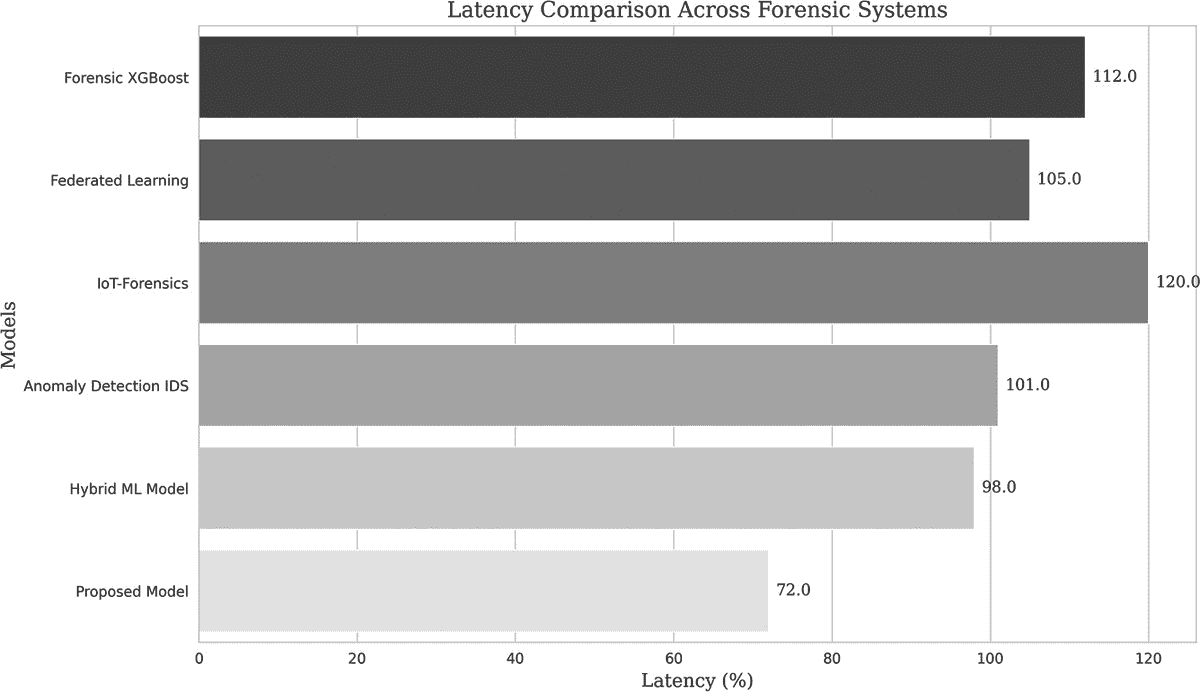 Latency Comparison Across Forensic Systems
Models
Forensic XGBoost 112.0
Federated Learning 105.0
IoT-Forensics 120.0
Anomaly Detection IDS 101.0
Hybrid ML Model 98.0
Proposed Model 72.0
0 20 40 60 80 100 120
Latency (%)